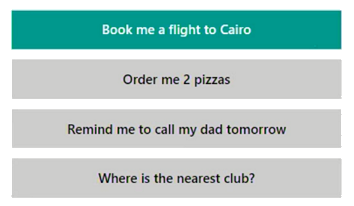 Book me a flight to Cairo
Order me 2 pizzas
Remind me to call my dad tomorrow
Where is the nearest club?